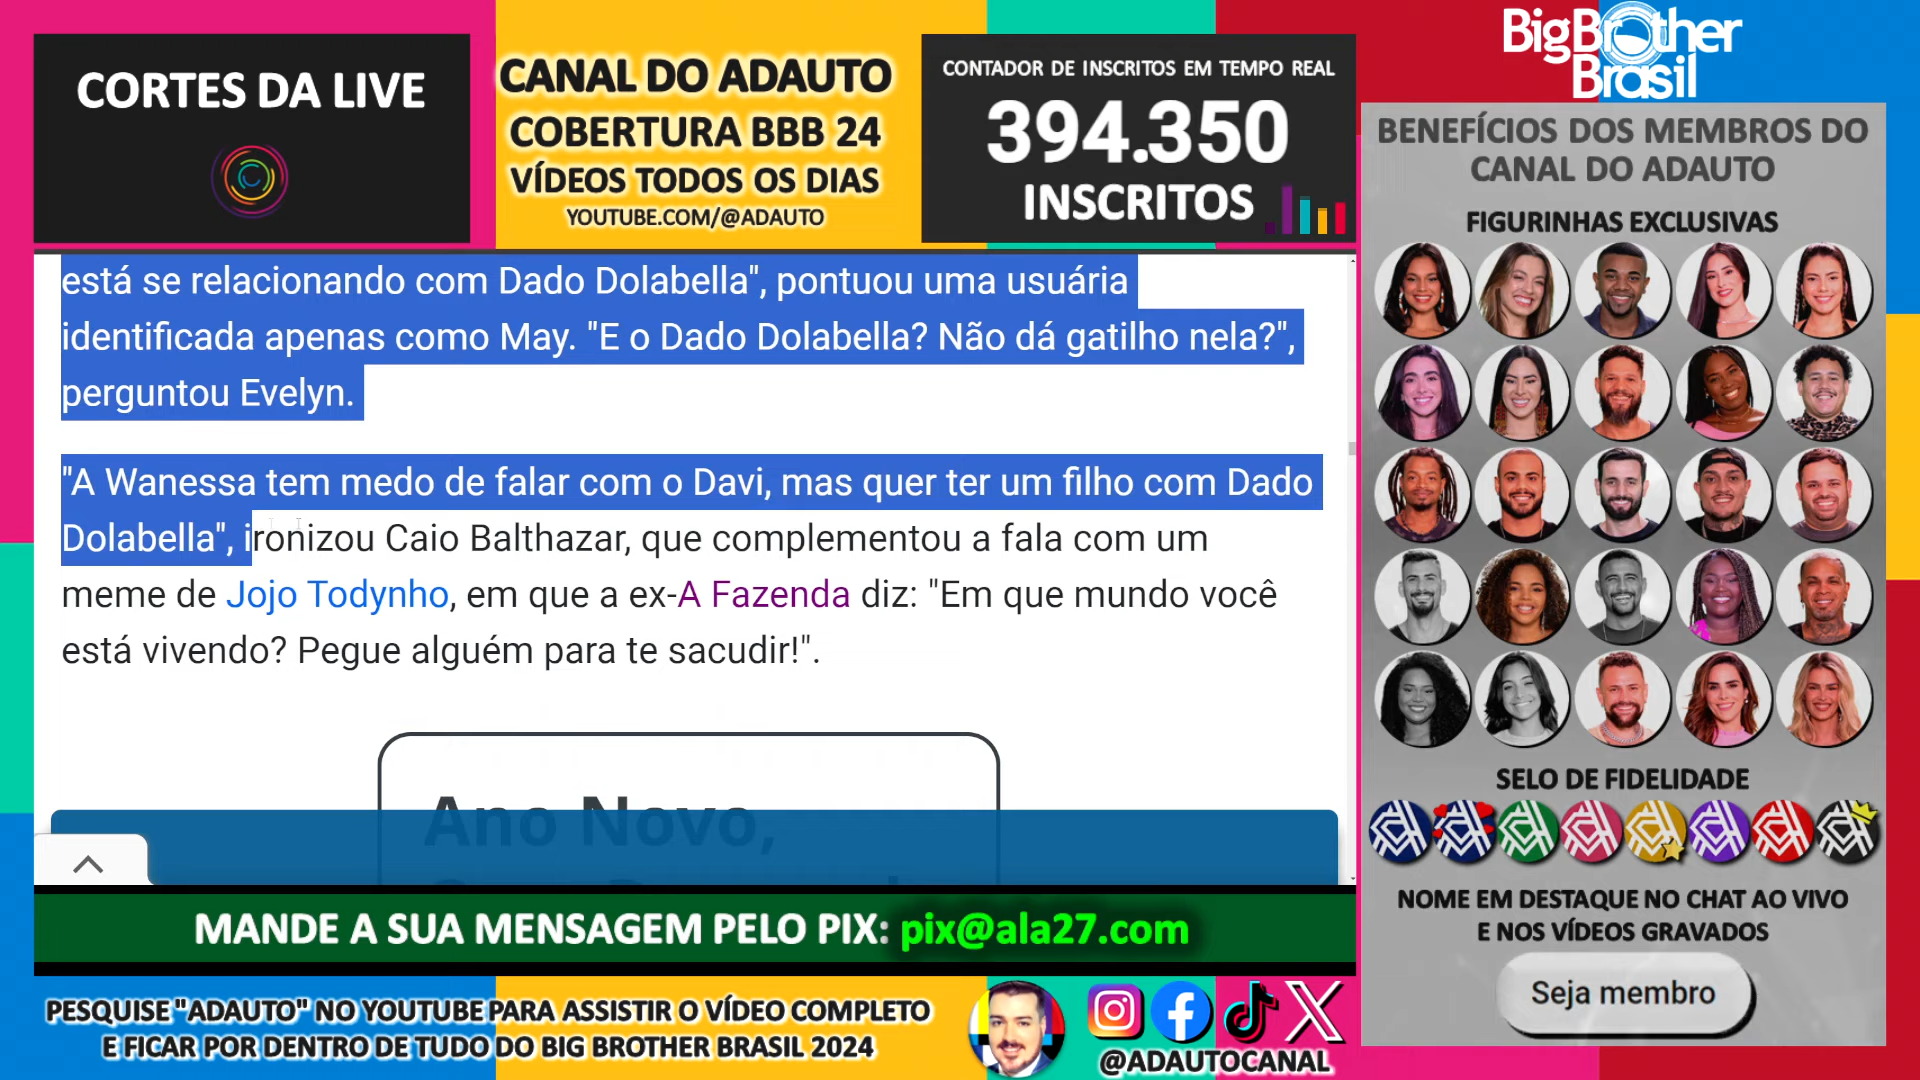 CORTES DA LIVE
CANAL DO ADAUTO
COBERTURA BBB 24
VÍDEOS TODOS OS DIAS
YOUTUBE.COM/@ADAUTO
CONTADOR DE INSCRITOS EM TEMPO REAL
394.350
INSCRITOS
Big Brother
Brasil
BENEFÍCIOS DOS MEMBROS DO
CANAL DO ADAUTO
FIGURINHAS EXCLUSIVAS
está se relacionando com Dado Dolabella", pontuou uma usuária
identificada apenas como May. "E o Dado Dolabella? Não dá gatilho nela?",
perguntou Evelyn.
"A Wanessa tem medo de falar com o Davi, mas quer ter um filho com Dado
Dolabella", ironizou Caio Balthazar, que complementou a fala com um
meme de Jojo Todynho, em que a ex-A Fazenda diz: "Em que mundo você
está vivendo? Pegue alguém para te sacudir!".
Ano Novo,
SELO DE FIDELIDADE
NOME EM DESTAQUE NO CHAT AO VIVO
E NOS VÍDEOS GRAVADOS
Seja membro
MANDE A SUA MENSAGEM PELO PIX: pix@ala27.com
PESQUISE "ADAUTO" NO YOUTUBE PARA ASSISTIR O VÍDEO COMPLETO
E FICAR POR DENTRO DE TUDO DO BIG BROTHER BRASIL 2024
@ADAUTOCANAL